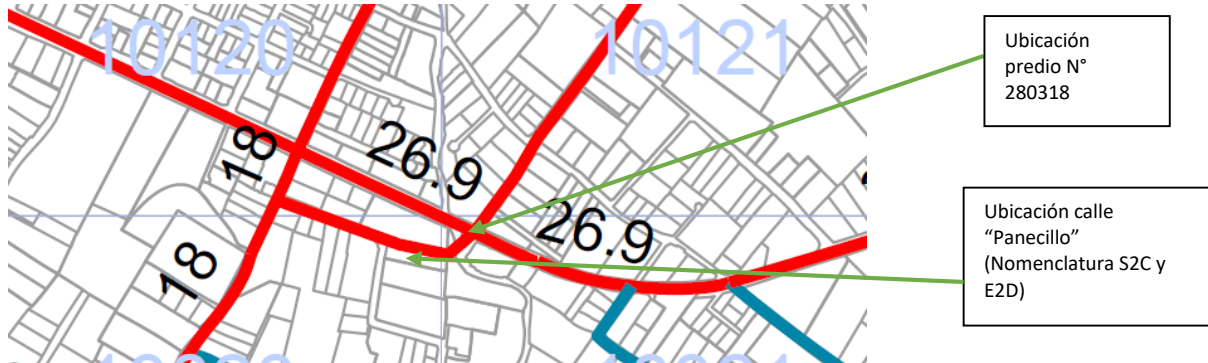 10120
10121
18
26.9
26.9
18
Ubicación
predio N°
280318
Ubicación calle
“Panecillo”
(Nomenclatura S2C y
E2D)